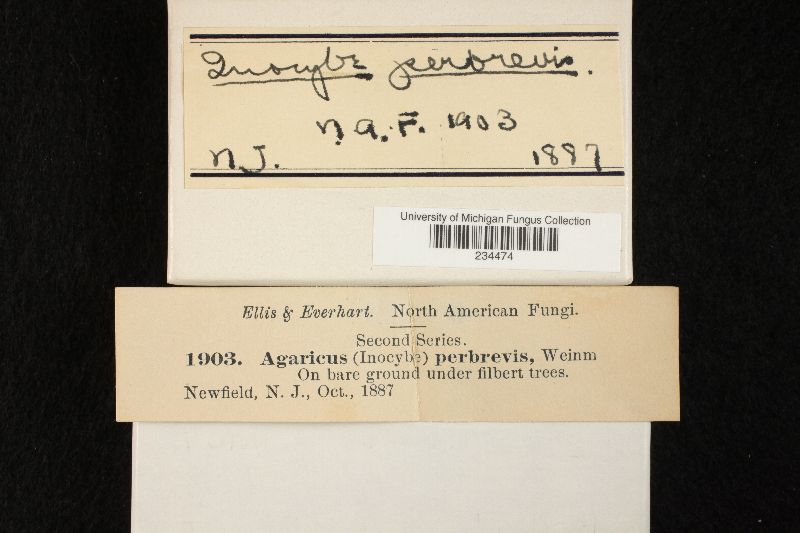 Inocybe perbrevis.
N. A. F. 1903
N. J. 1887
University of Michigan Fungus Collection
234474
Ellis & Everhart. North American Fungi.
Second Series.
1903. Agaricus (Inocybe) perbrevis, Weinm
On bare ground under filbert trees.
Newfield, N. J., Oct., 1887